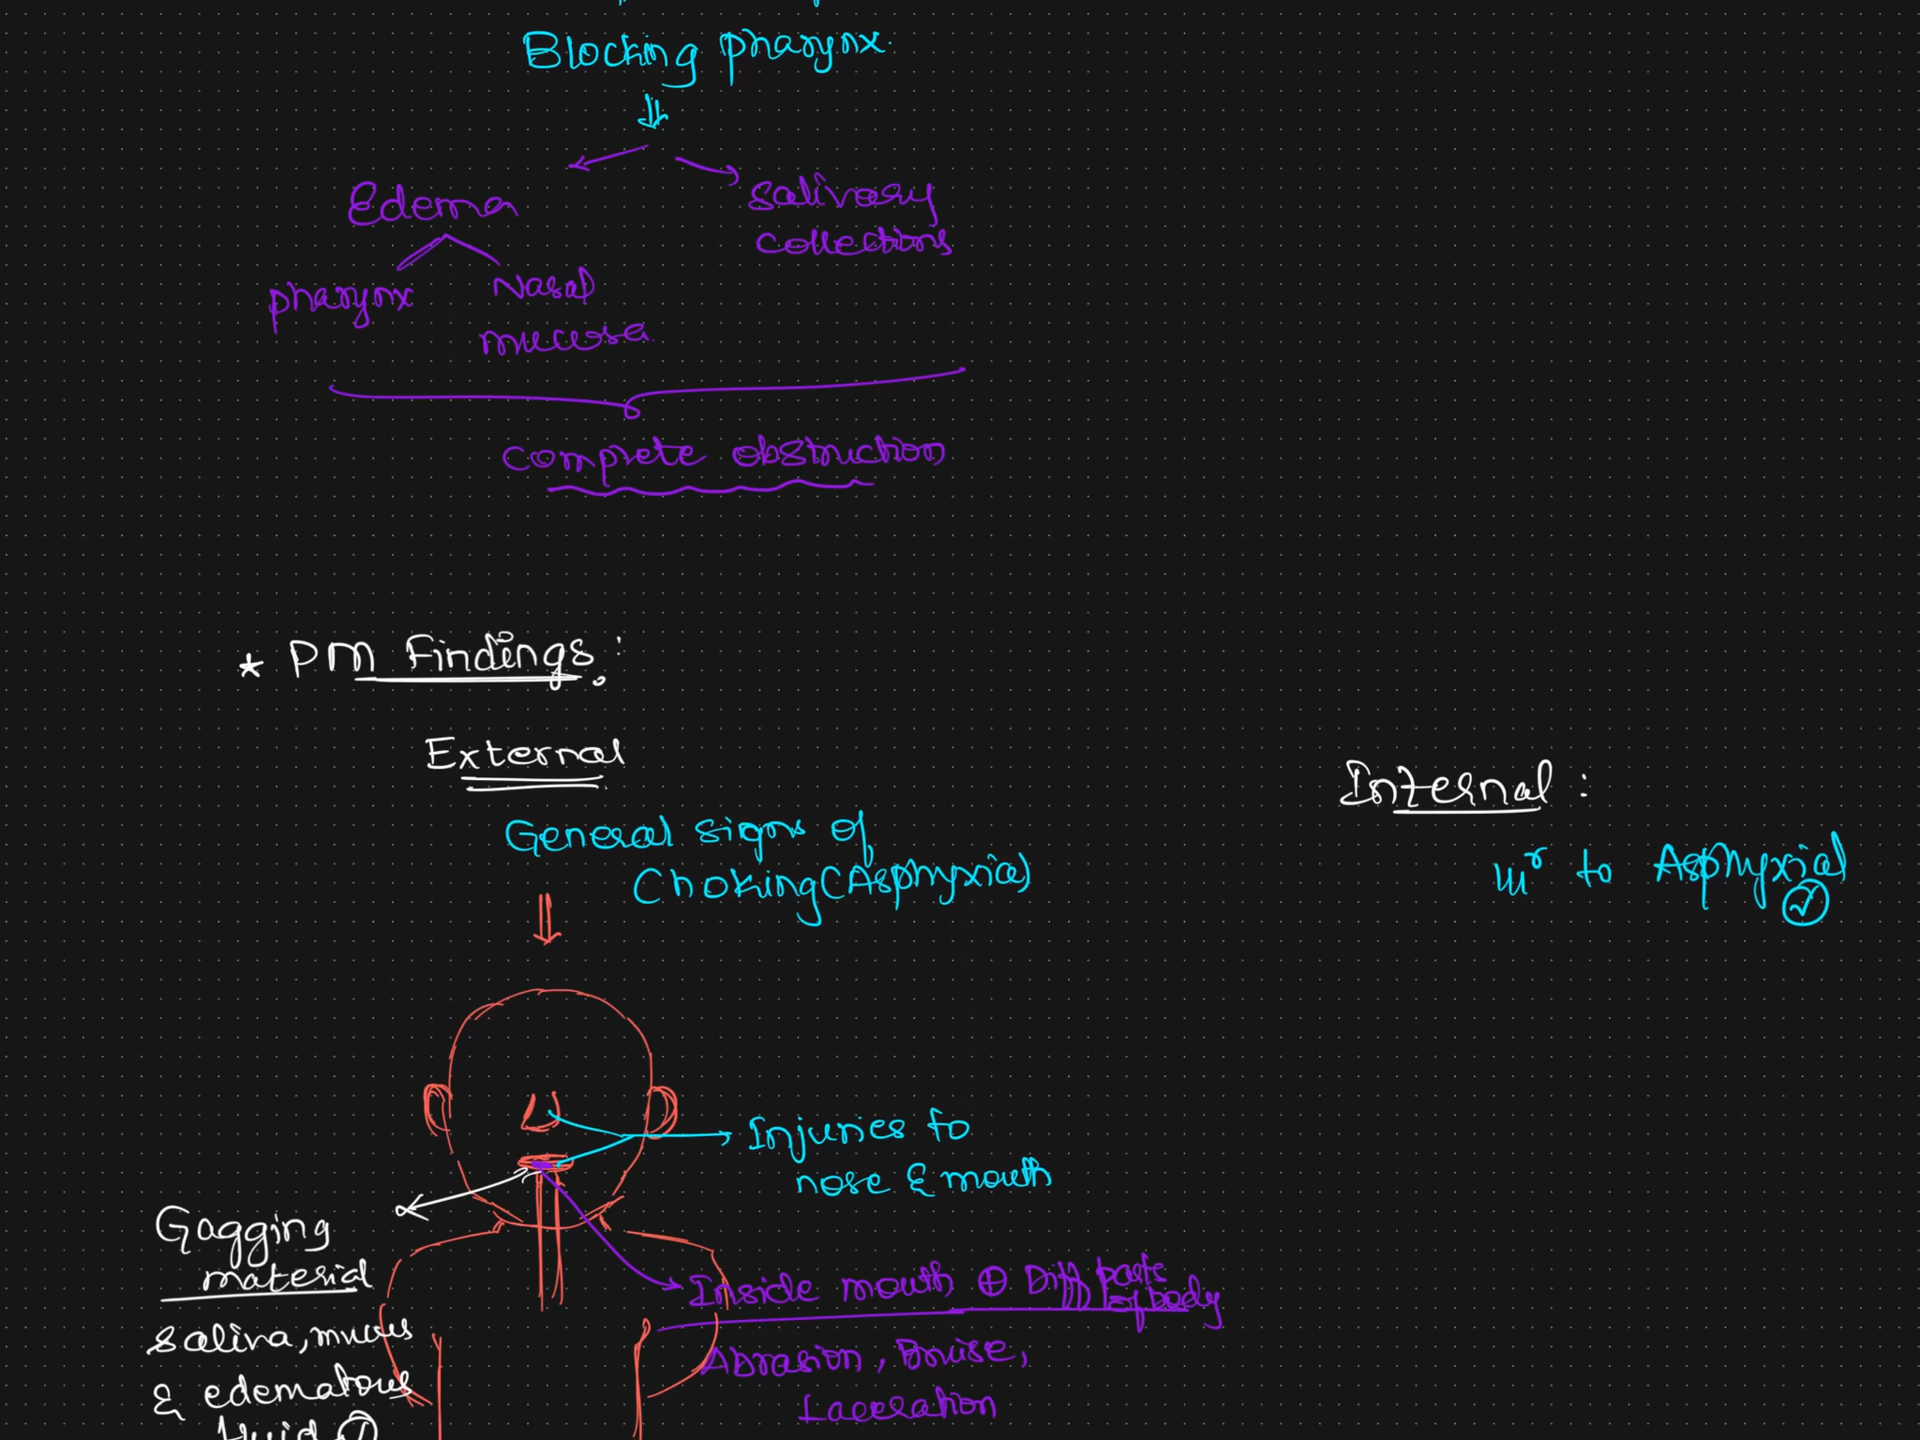 Blocking pharynx.
Edema
salivary
collections
pharynx
Nasal
mucosa
complete obstruction
* PM Findings:
External
General signs of
Choking (Asphyxia)
Internal :
to Asphyxial
Injuries to
nose & mouth
Gagging
material
saliva, mucus
& edematous
fluid
Inside mouth ⊕ Diff parts
of body
Abrasion, Bruise,
Laceration